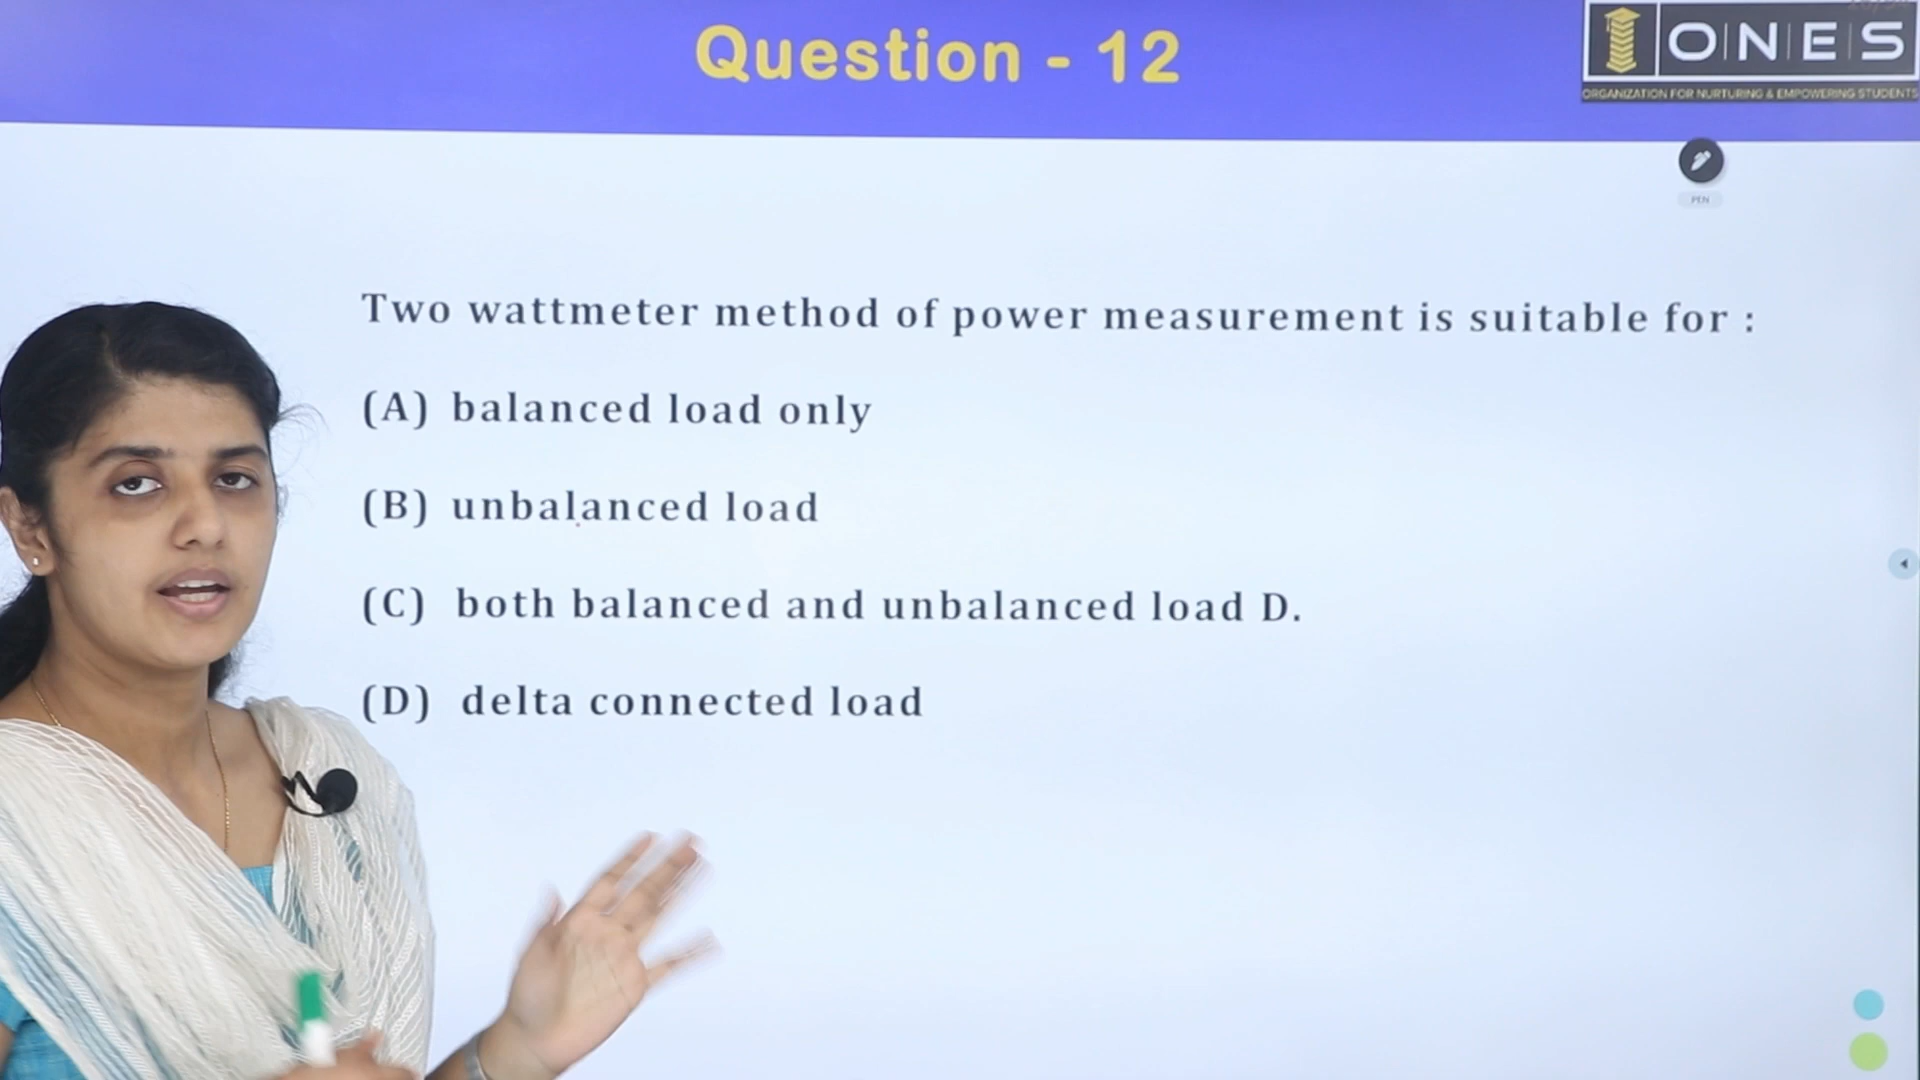 Question - 12
ONES
ORGANIZATION FOR NURTURING & EMPOWERING STUDENTS
PEN
Two wattmeter method of power measurement is suitable for :
(A) balanced load only
(B) unbalanced load
(C) both balanced and unbalanced load D.
(D) delta connected load